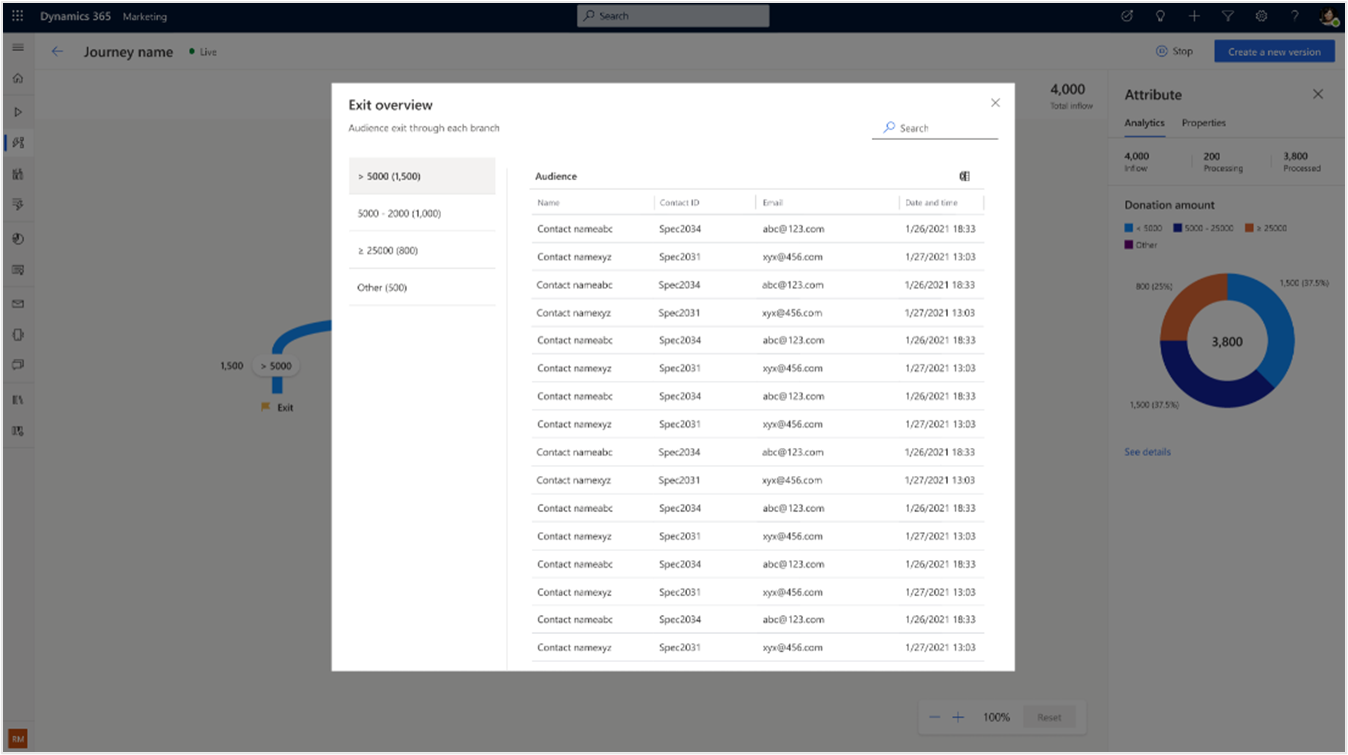 Dynamics 365 Marketing
Search
Journey name Live
Stop
Create a new version
Exit overview
Audience exit through each branch
Search
> 5000 (1,500)
5000 - 2000 (1,000)
≥ 25000 (800)
Other (500)
Audience
Name Contact ID Email Date and time
Contact nameabc Spec2034 abc@123.com 1/26/2021 18:33
Contact namexyz Spec2031 xyx@456.com 1/27/2021 13:03
Contact nameabc Spec2034 abc@123.com 1/26/2021 18:33
Contact namexyz Spec2031 xyx@456.com 1/27/2021 13:03
Contact nameabc Spec2034 abc@123.com 1/26/2021 18:33
Contact namexyz Spec2031 xyx@456.com 1/27/2021 13:03
Contact nameabc Spec2034 abc@123.com 1/26/2021 18:33
Contact namexyz Spec2031 xyx@456.com 1/27/2021 13:03
Contact nameabc Spec2034 abc@123.com 1/26/2021 18:33
Contact namexyz Spec2031 xyx@456.com 1/27/2021 13:03
Contact nameabc Spec2034 abc@123.com 1/26/2021 18:33
Contact namexyz Spec2031 xyx@456.com 1/27/2021 13:03
Contact nameabc Spec2034 abc@123.com 1/26/2021 18:33
Contact namexyz Spec2031 xyx@456.com 1/27/2021 13:03
Contact nameabc Spec2034 abc@123.com 1/26/2021 18:33
Contact namexyz Spec2031 xyx@456.com 1/27/2021 13:03
1,500 > 5000
Exit
4,000
Total inflow
Attribute
Analytics Properties
4,000 200 3,800
Inflow Processing Processed
Donation amount
< 5000 5000 - 25000 ≥ 25000
Other
800 (25%) 1,500 (37.5%)
3,800
1,500 (37.5%)
See details
100% Reset
RM